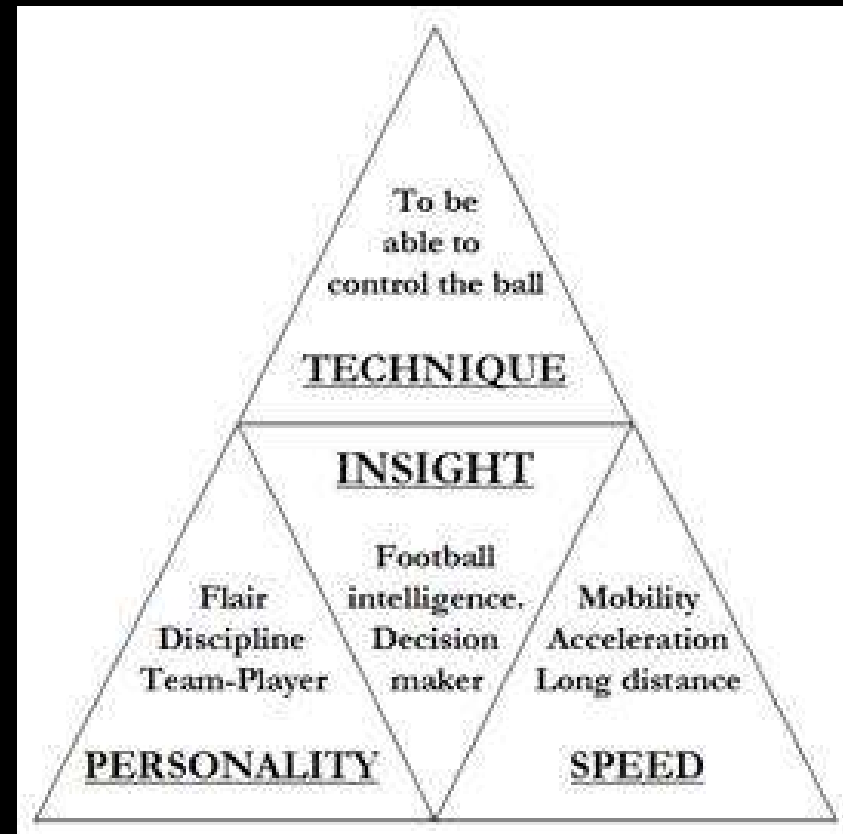 To be
able to
control the ball
TECHNIQUE
INSIGHT
Football
intelligence.
Decision
maker
Flair
Discipline
Team-Player
PERSONALITY
Mobility
Acceleration
Long distance
SPEED